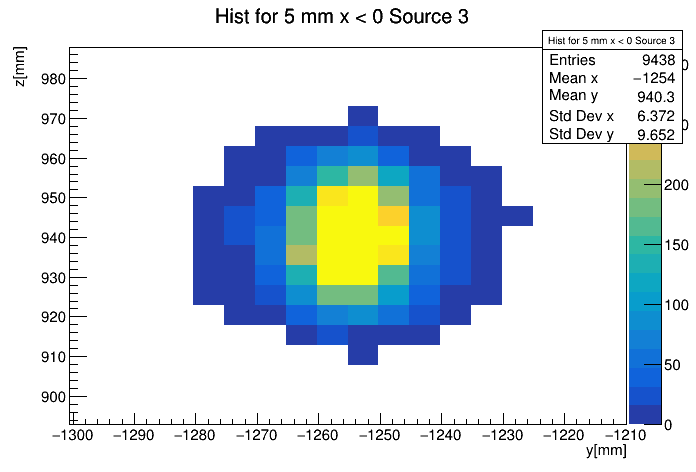 Hist for 5 mm x < 0 Source 3
z[mm]
Hist for 5 mm x < 0 Source 3
Entries 9438
Mean x −1254
Mean y 940.3
Std Dev x 6.372
Std Dev y 9.652
980
970
960
950
940
930
920
910
900
0
0
200
150
100
50
0
−1300 −1290 −1280 −1270 −1260 −1250 −1240 −1230 −1220 −1210
y[mm]